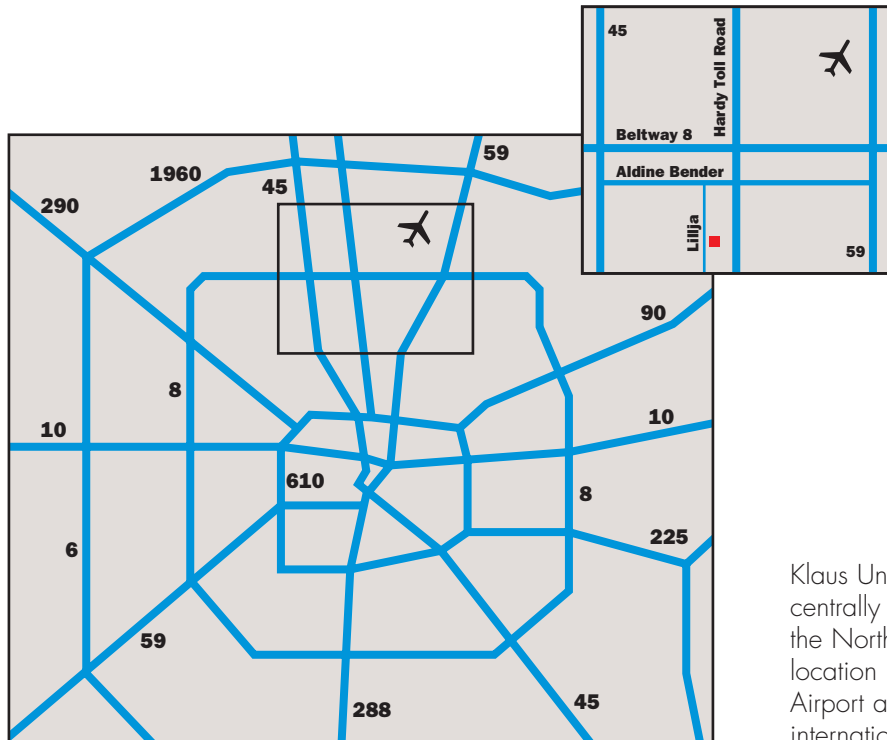 45
Hardy Toll Road
Beltway 8
Aldine Bender
Lillja
59
59
1960
45
290
90
8
10
10
610
8
6
225
59
288
45
Klaus Un
centrally
the North
location
Airport a
internatio